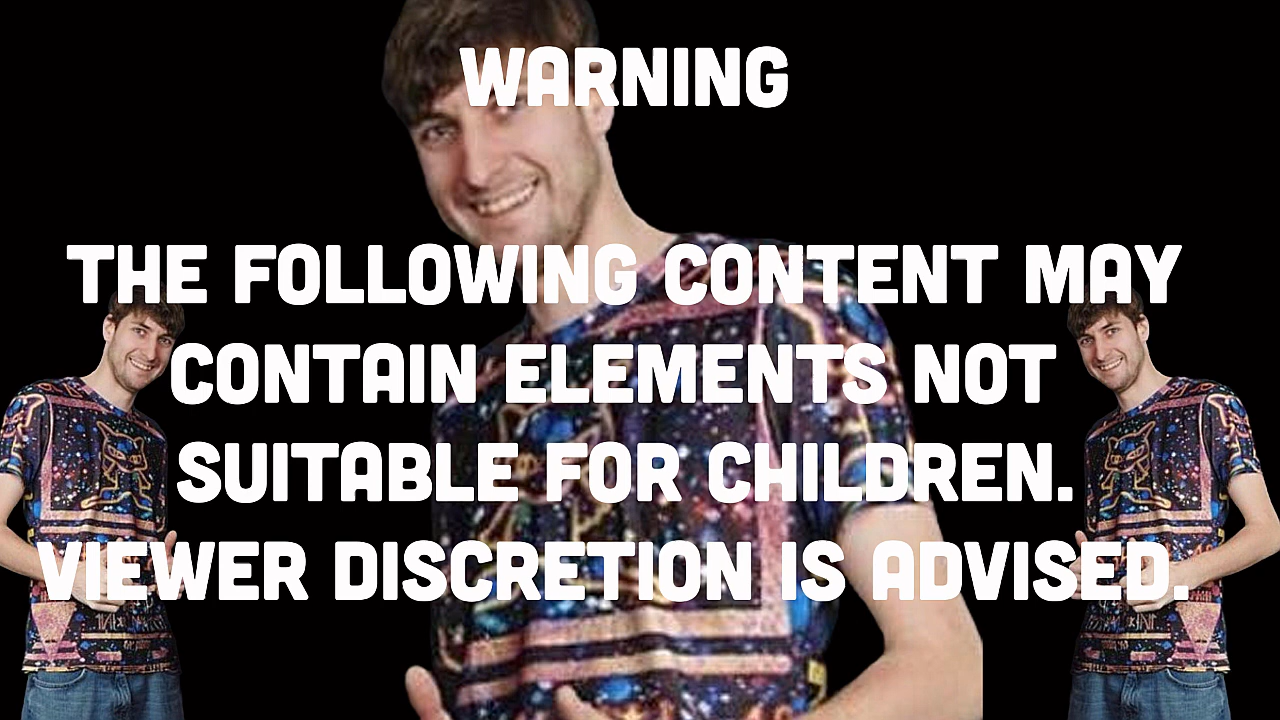 WARNING
THE FOLLOWING CONTENT MAY
CONTAIN ELEMENTS NOT
SUITABLE FOR CHILDREN.
VIEWER DISCRETION IS ADVISED.